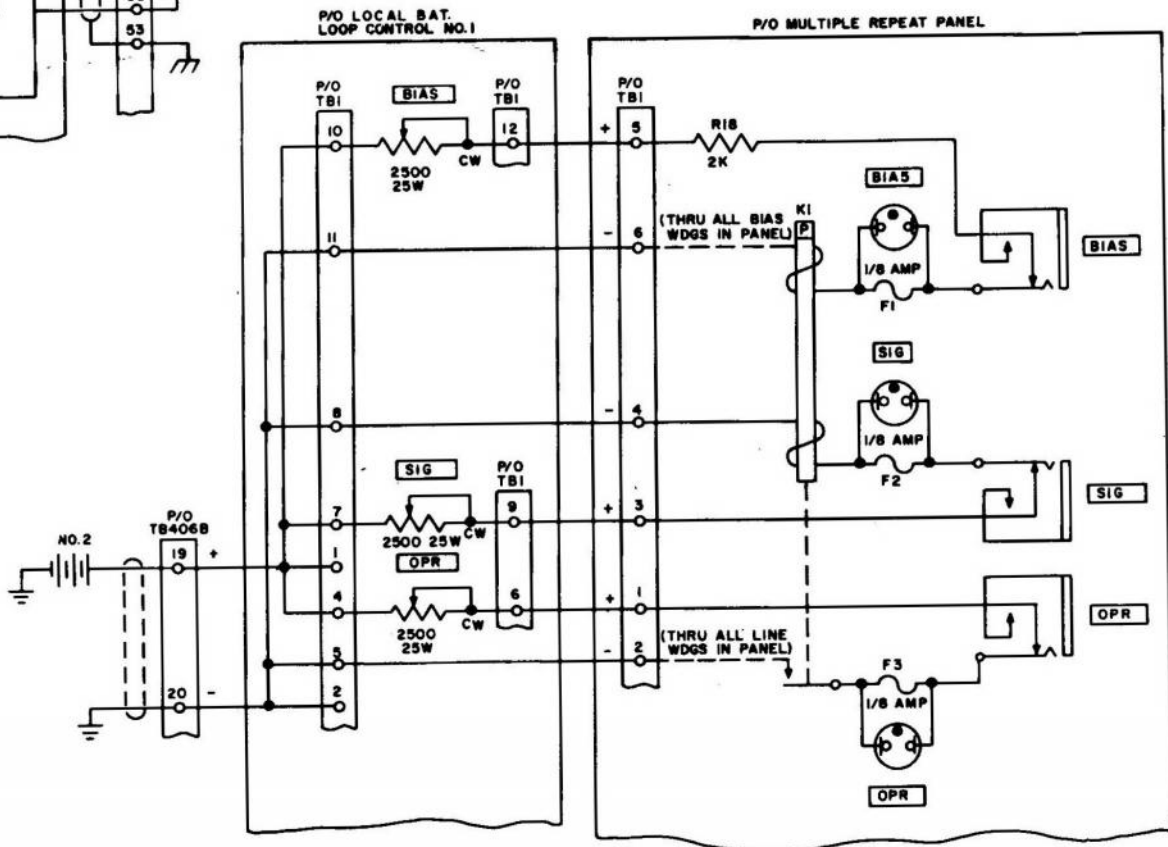 53
P/O LOCAL BAT.
LOOP CONTROL NO.1
P/O MULTIPLE REPEAT PANEL
P/O
TB1
BIAS
P/O
TB1
P/O
TB1
10
12
CW
2500
25W
+
5
R18
2K
BIAS
K1
P
(THRU ALL BIAS
WDGS IN PANEL)
11
-
6
1/8 AMP
F1
BIAS
SIG
8
-
4
1/8 AMP
F2
SIG
SIG
P/O
TB1
7
9
CW
2500 25W
+
3
P/O
TB406B
NO.2
19
+
1
OPR
4
6
CW
2500
25W
+
1
OPR
(THRU ALL LINE
WDGS IN PANEL)
5
-
2
F3
1/8 AMP
20
-
2
OPR